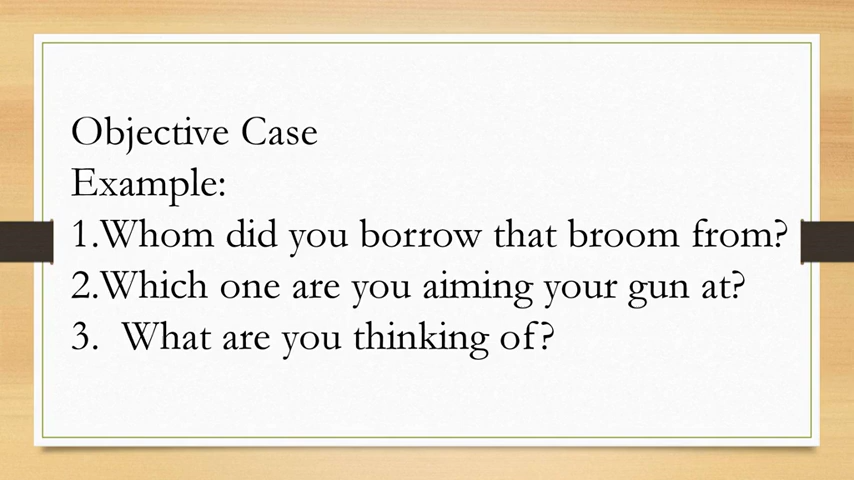 Objective Case
Example:
1.Whom did you borrow that broom from?
2.Which one are you aiming your gun at?
3. What are you thinking of?